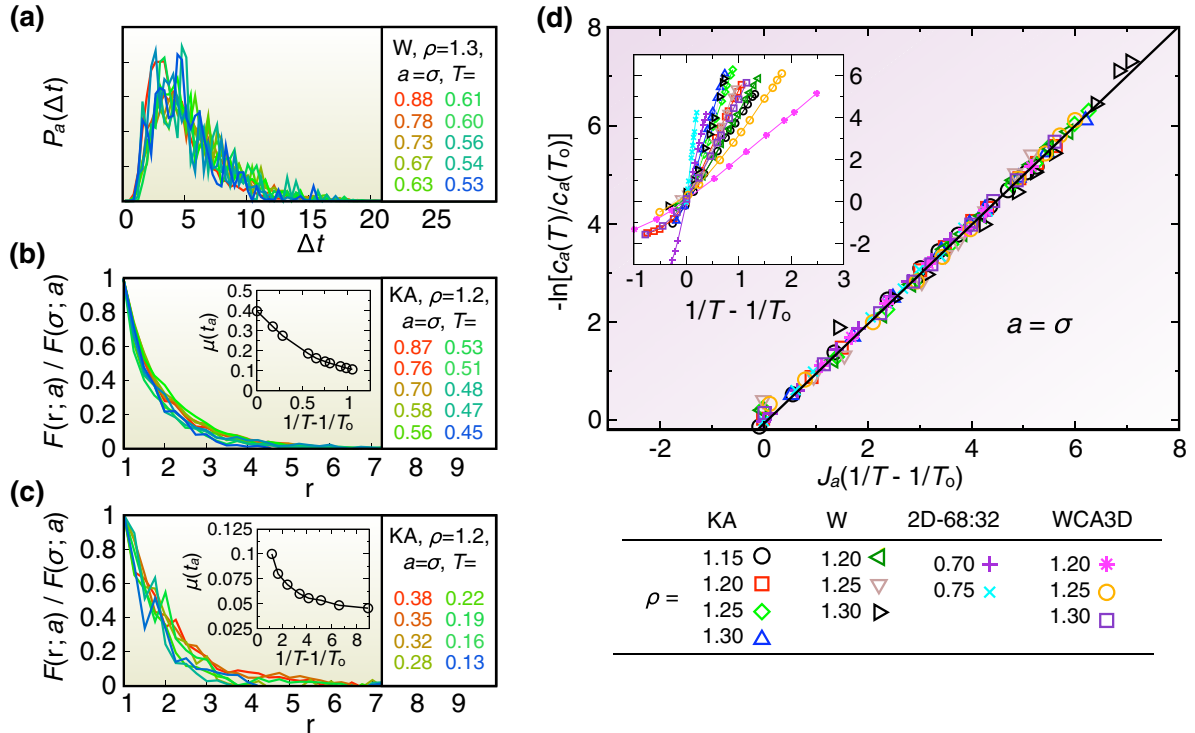 (a)
W, ρ=1.3,
a=σ, T=
0.88 0.61
0.78 0.60
0.73 0.56
0.67 0.54
0.63 0.53
P_a(Δt)
0 5 10 15 20 25
Δt
(b)
1
0.8
0.6
0.4
0.2
0
F(r; a) / F(σ; a)
0.5
0.4
0.3
0.2
0.1
0
μ(t_a)
0 0.5 1
1/T-1/T_o
KA, ρ=1.2,
a=σ, T=
0.87 0.53
0.76 0.51
0.70 0.48
0.58 0.47
0.56 0.45
1 2 3 4 5 6 7 8 9
r
(c)
1
0.8
0.6
0.4
0.2
0
F(r; a) / F(σ; a)
0.125
0.1
0.075
0.05
0.025
μ(t_a)
0 2 4 6 8
1/T-1/T_o
KA, ρ=1.2,
a=σ, T=
0.38 0.22
0.35 0.19
0.32 0.16
0.28 0.13
1 2 3 4 5 6 7 8 9
r
(d)
8
6
4
2
0
-ln[c_a(T)/c_a(T_o)]
6
4
2
0
-2
-1 0 1 2 3
1/T - 1/T_o
a = σ
-2 0 2 4 6 8
J_a(1/T - 1/T_o)
KA W 2D-68:32 WCA3D
ρ =
1.15 1.20 0.70 1.20
1.20 1.25 0.75 1.25
1.25 1.30 1.30
1.30